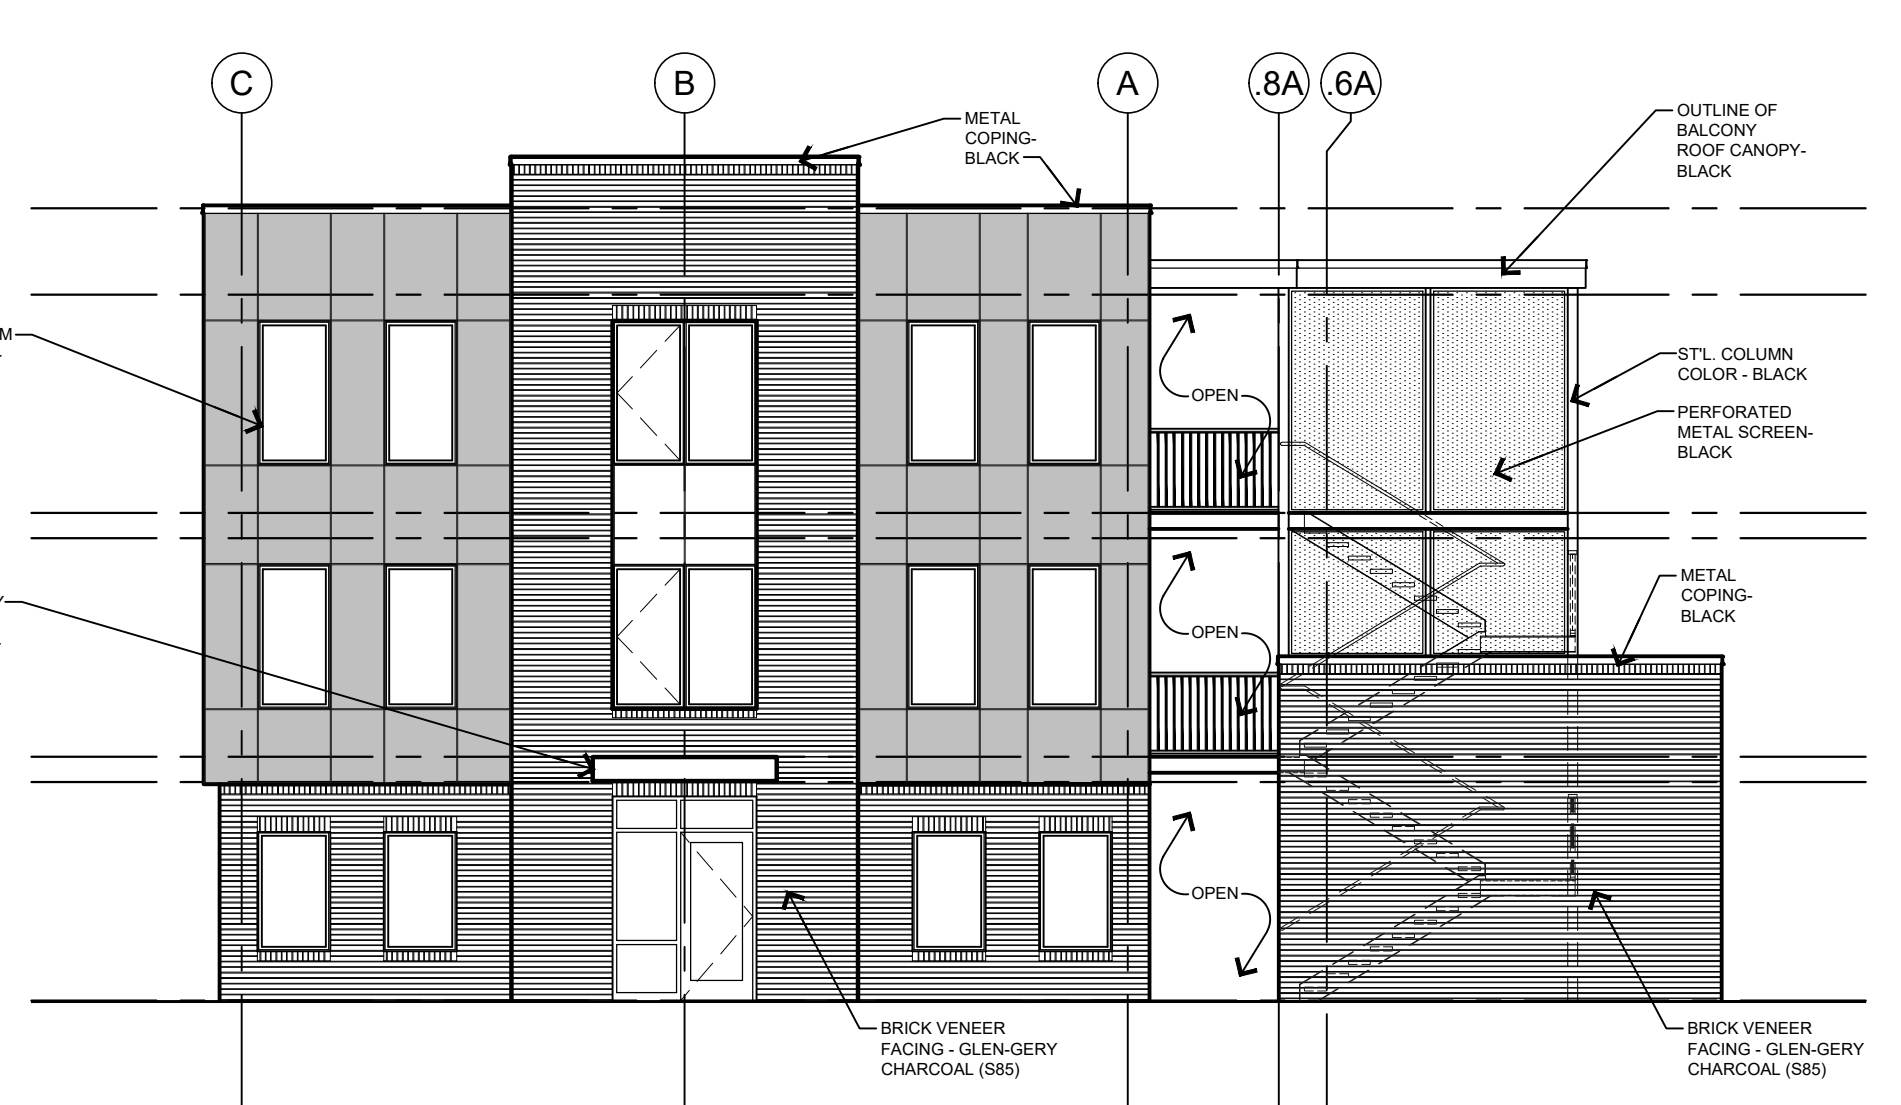 C
B
A
.8A
.6A
METAL
COPING-
BLACK
OUTLINE OF
BALCONY
ROOF CANOPY-
BLACK
M
ST'L. COLUMN
COLOR - BLACK
OPEN
PERFORATED
METAL SCREEN-
BLACK
METAL
COPING-
BLACK
OPEN
OPEN
BRICK VENEER
FACING - GLEN-GERY
CHARCOAL (S85)
BRICK VENEER
FACING - GLEN-GERY
CHARCOAL (S85)